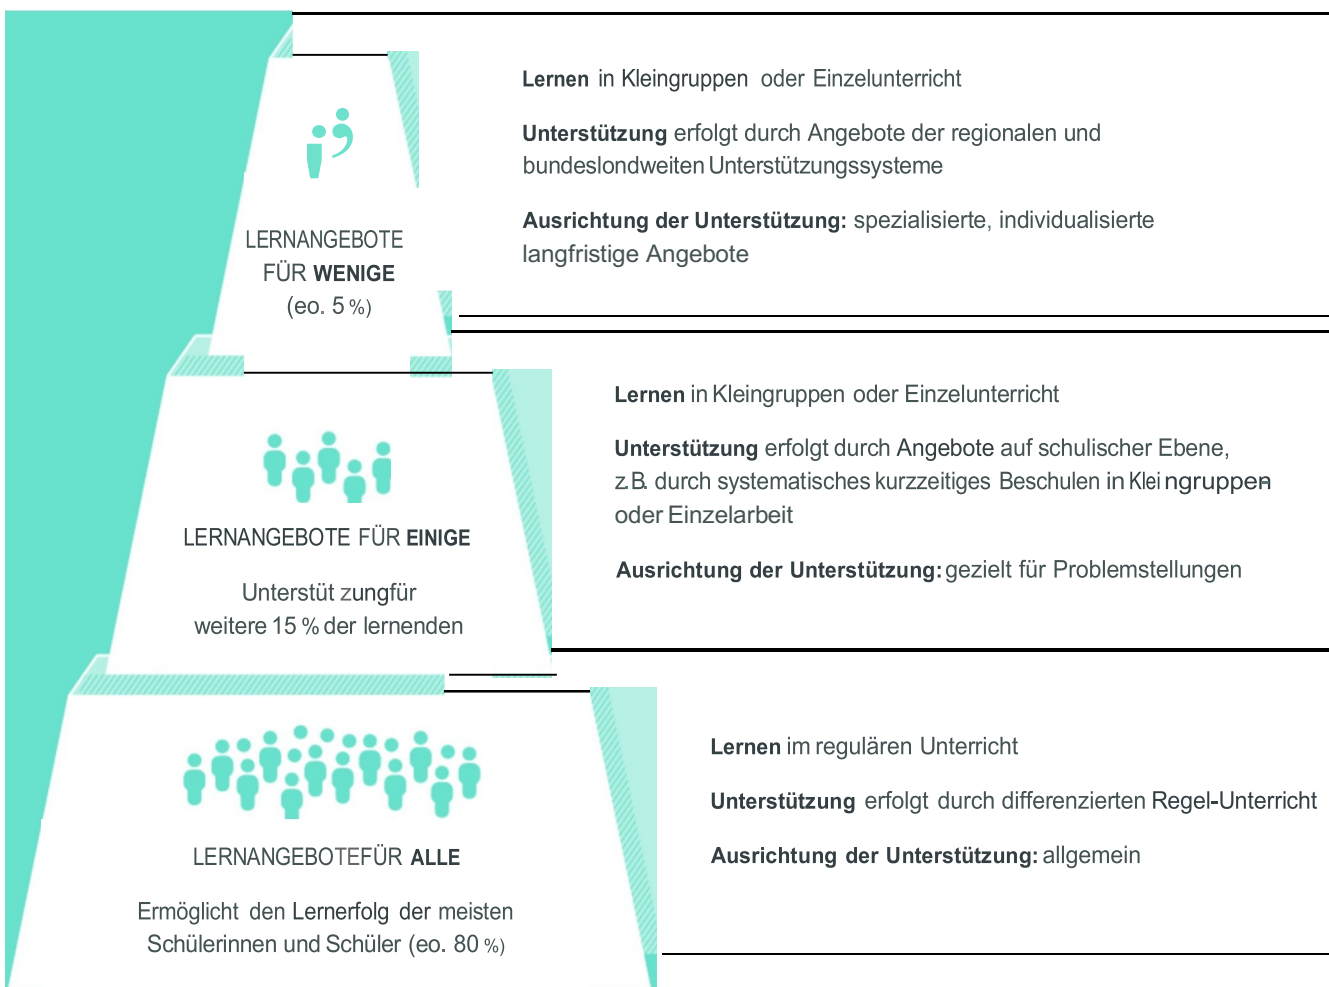 Lernen in Kleingruppen oder Einzelunterricht
Unterstützung erfolgt durch Angebote der regionalen und
bundeslondweiten Unterstützungssysteme
Ausrichtung der Unterstützung: spezialisierte, individualisierte
langfristige Angebote
LERNANGEBOTE
FÜR WENIGE
(eo. 5 %)
Lernen in Kleingruppen oder Einzelunterricht
Unterstützung erfolgt durch Angebote auf schulischer Ebene,
z.B. durch systematisches kurzzeitiges Beschulen in Klei ngruppen
oder Einzelarbeit
Ausrichtung der Unterstützung: gezielt für Problemstellungen
LERNANGEBOTE FÜR EINIGE
Unterstüt zungfür
weitere 15 % der lernenden
Lernen im regulären Unterricht
Unterstützung erfolgt durch differenzierten Regel-Unterricht
Ausrichtung der Unterstützung: allgemein
LERNANGEBOTEFÜR ALLE
Ermöglicht den Lernerfolg der meisten
Schülerinnen und Schüler (eo. 80 %)